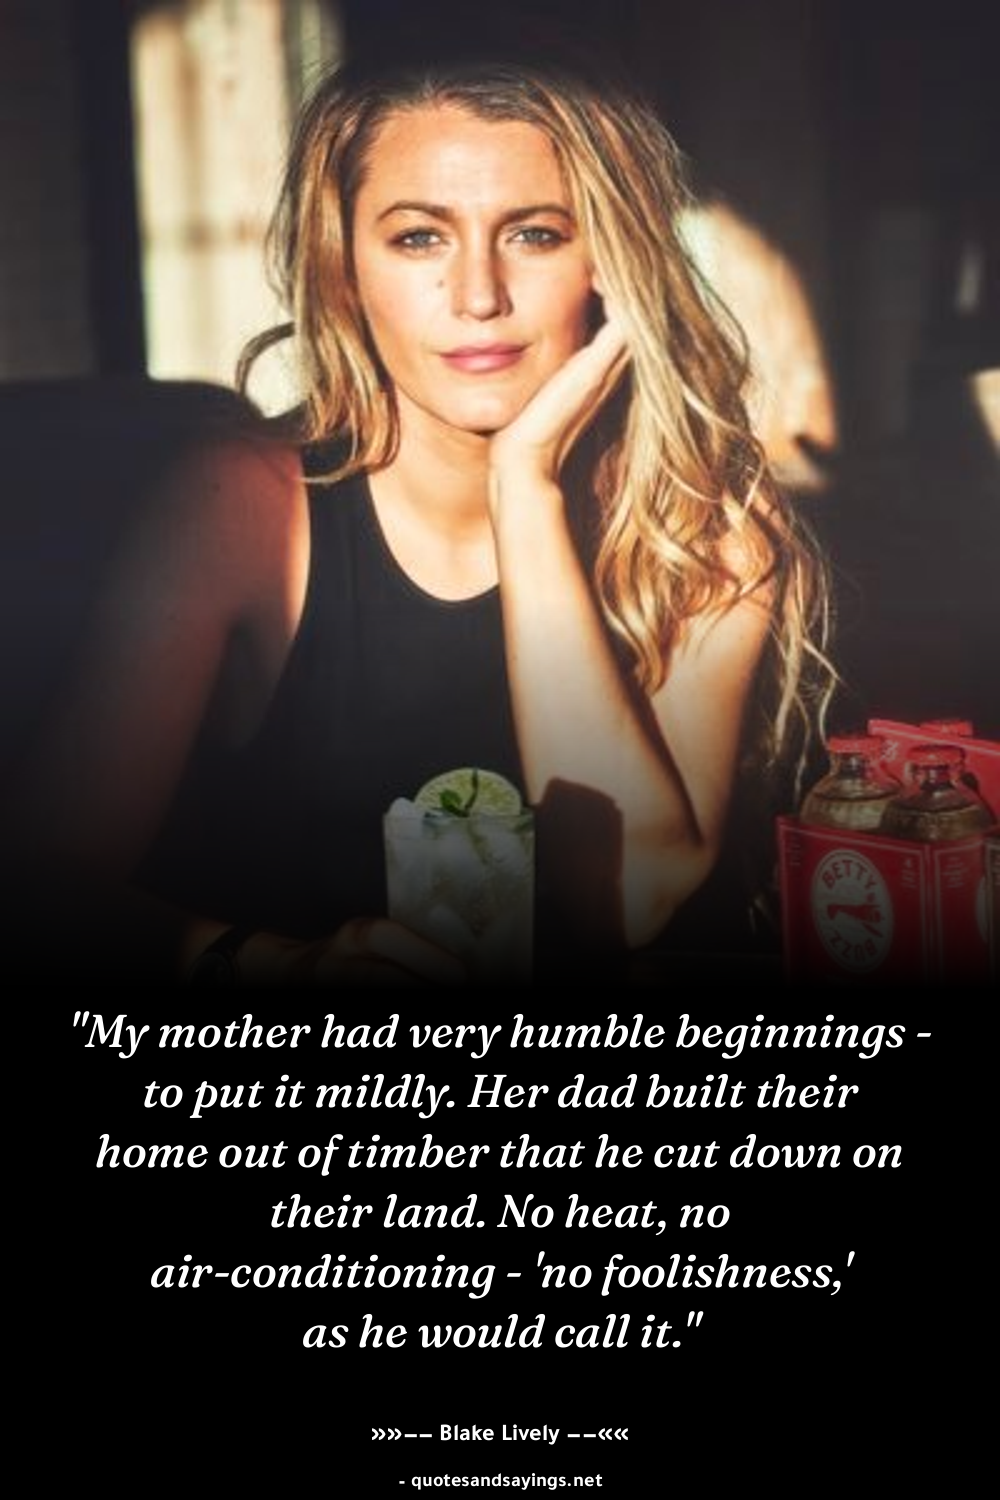 BETTY
BUZZ
"My mother had very humble beginnings -
to put it mildly. Her dad built their
home out of timber that he cut down on
their land. No heat, no
air-conditioning - 'no foolishness,'
as he would call it."
»»–– Blake Lively ––««
- quotesandsayings.net